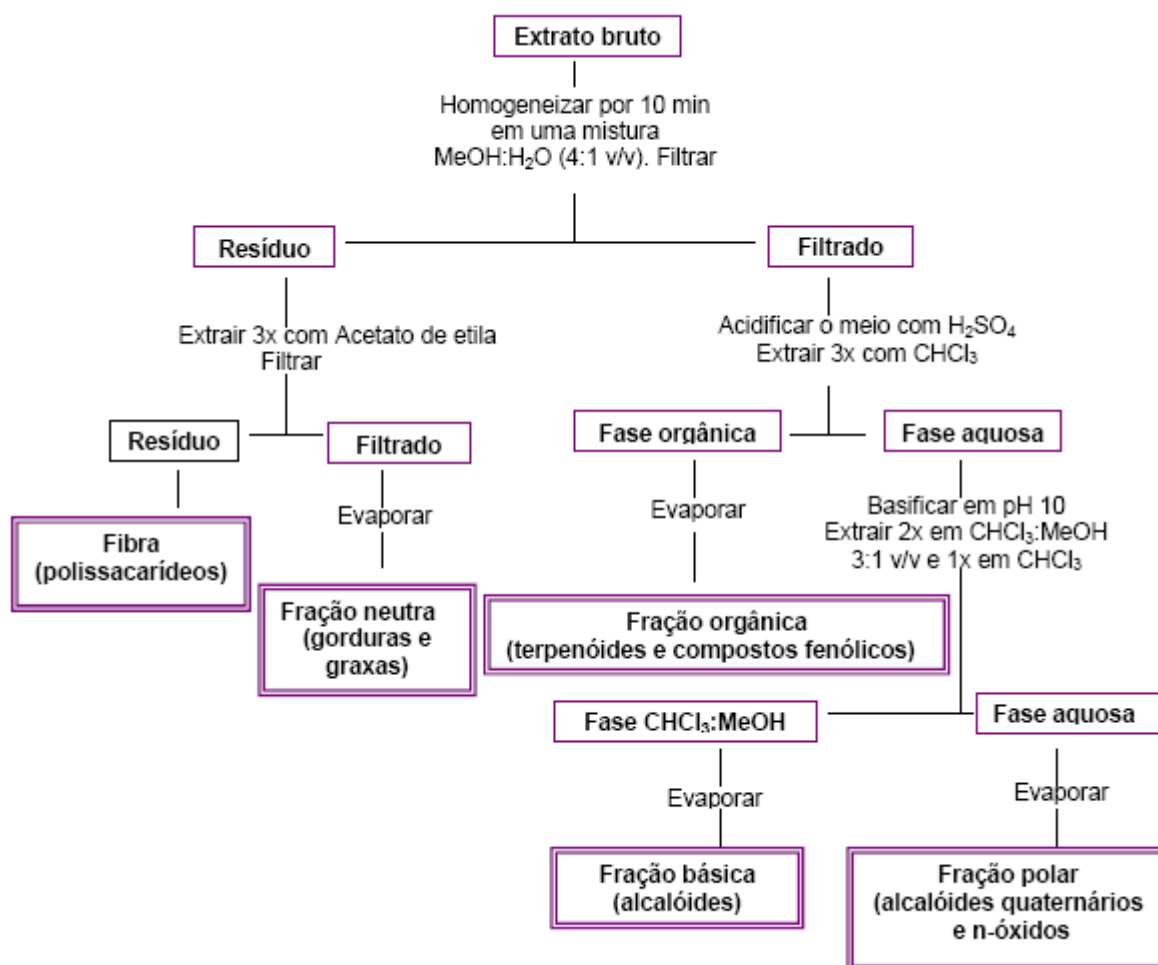 Extrato bruto
Homogeneizar por 10 min
em uma mistura
MeOH:H₂O (4:1 v/v). Filtrar
Resíduo
Filtrado
Extrair 3x com Acetato de etila
Filtrar
Acidificar o meio com H₂SO₄
Extrair 3x com CHCl₃
Resíduo
Filtrado
Fase orgânica
Fase aquosa
Evaporar
Evaporar
Basificar em pH 10
Extrair 2x em CHCl₃:MeOH
3:1 v/v e 1x em CHCl₃
Fibra
(polissacarídeos)
Fração neutra
(gorduras e
graxas)
Fração orgânica
(terpenóides e compostos fenólicos)
Fase CHCl₃:MeOH
Fase aquosa
Evaporar
Evaporar
Fração básica
(alcalóides)
Fração polar
(alcalóides quaternários
e n-óxidos